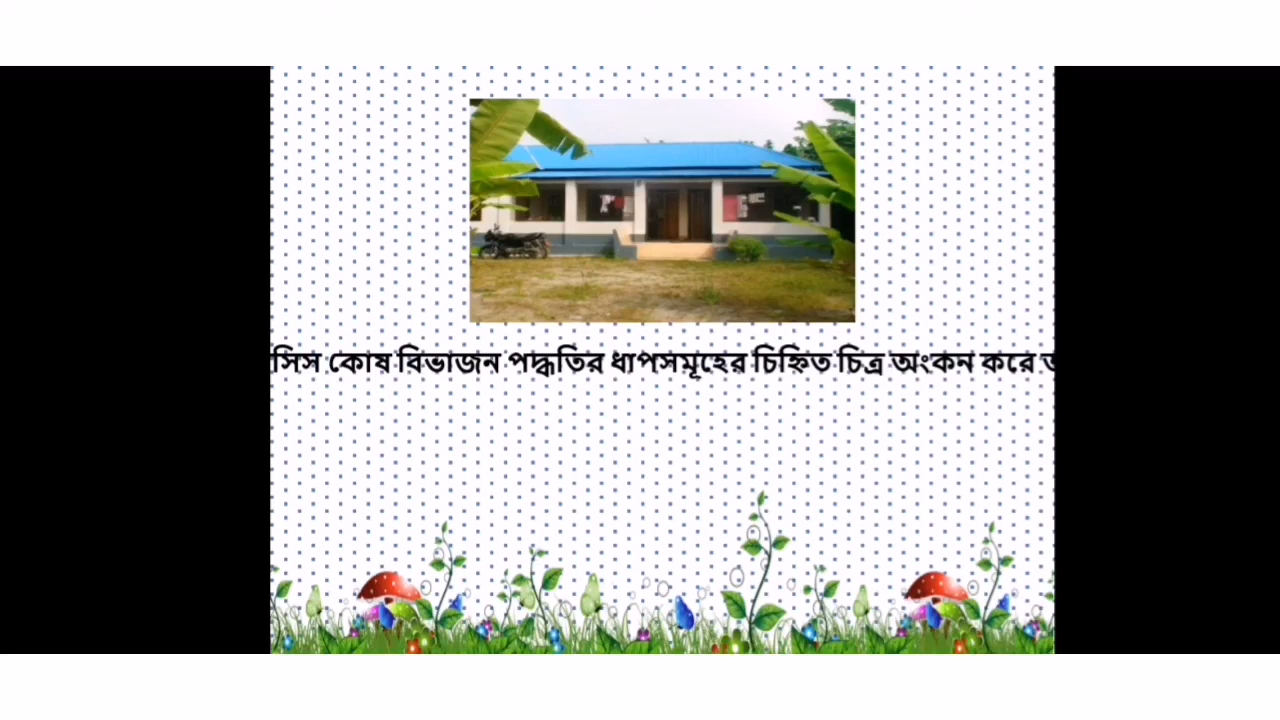 সিস কোষ বিভাজন পদ্ধতির ধাপসমূহের চিহ্নিত চিত্র অংকন করে